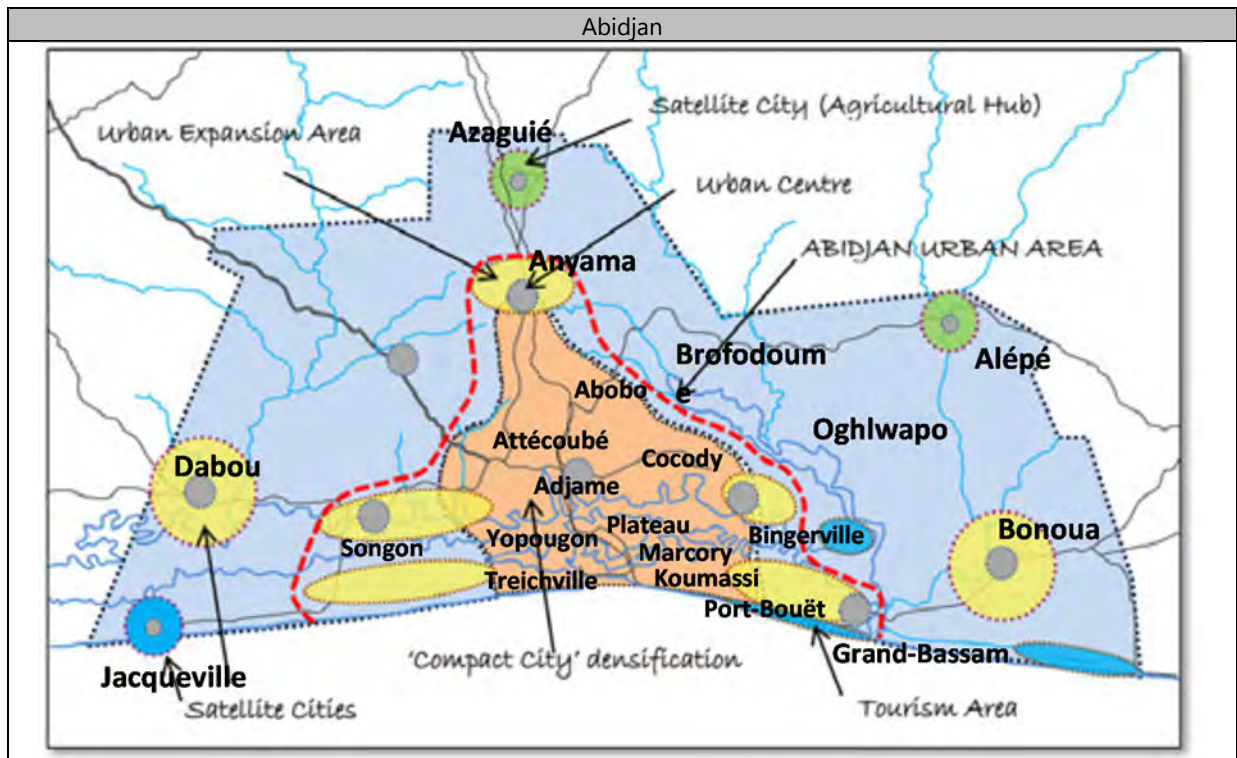 Abidjan
Satellite City (Agricultural Hub)
Urban Expansion Area
Azaguié
Urban Centre
ABIDJAN URBAN AREA
Anyama
Brofodoum
e
Alépé
Abobo
Oghlwapo
Attécoubé
Cocody
Dabou
Adjame
Plateau
Bonoua
Yopougon
Bingerville
Songon
Marcory
Treichville
Koumassi
Port-Bouët
Grand-Bassam
'Compact City' densification
Jacqueville
Satellite Cities
Tourism Area